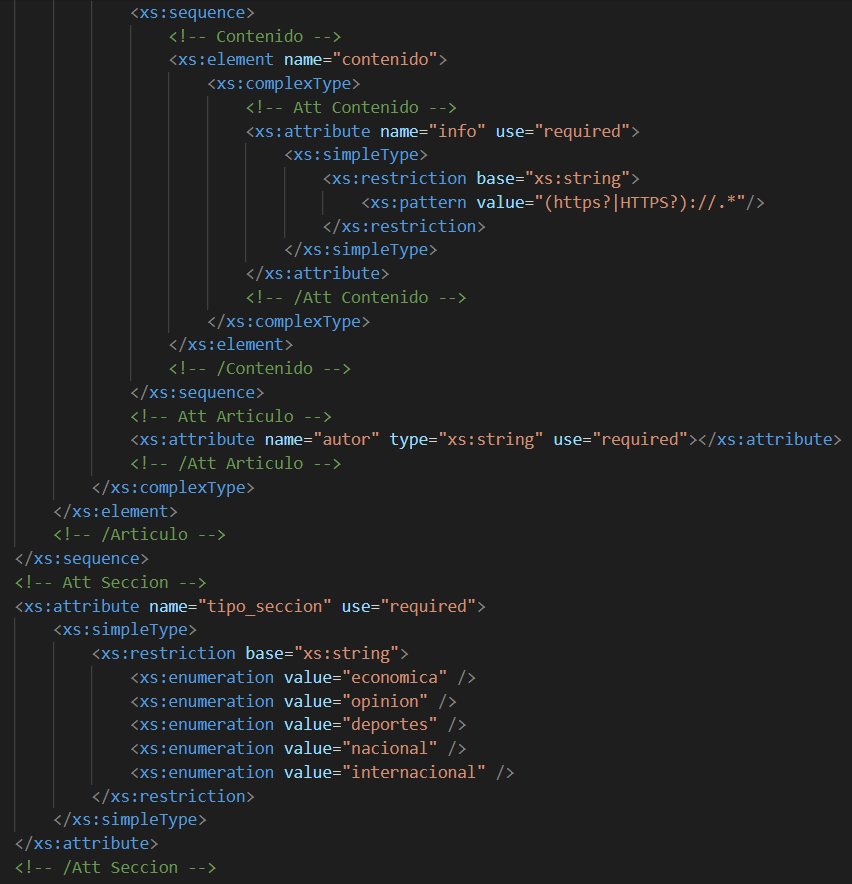 <xs:sequence>
<!-- Contenido -->
<xs:element name="contenido">
<xs:complexType>
<!-- Att Contenido -->
<xs:attribute name="info" use="required">
<xs:simpleType>
<xs:restriction base="xs:string">
<xs:pattern value="(https?|HTTPS?)://.*"/>
</xs:restriction>
</xs:simpleType>
</xs:attribute>
<!-- /Att Contenido -->
</xs:complexType>
</xs:element>
<!-- /Contenido -->
</xs:sequence>
<!-- Att Articulo -->
<xs:attribute name="autor" type="xs:string" use="required"></xs:attribute>
<!-- /Att Articulo -->
</xs:complexType>
</xs:element>
<!-- /Articulo -->
</xs:sequence>
<!-- Att Seccion -->
<xs:attribute name="tipo_seccion" use="required">
<xs:simpleType>
<xs:restriction base="xs:string">
<xs:enumeration value="economica" />
<xs:enumeration value="opinion" />
<xs:enumeration value="deportes" />
<xs:enumeration value="nacional" />
<xs:enumeration value="internacional" />
</xs:restriction>
</xs:simpleType>
</xs:attribute>
<!-- /Att Seccion -->